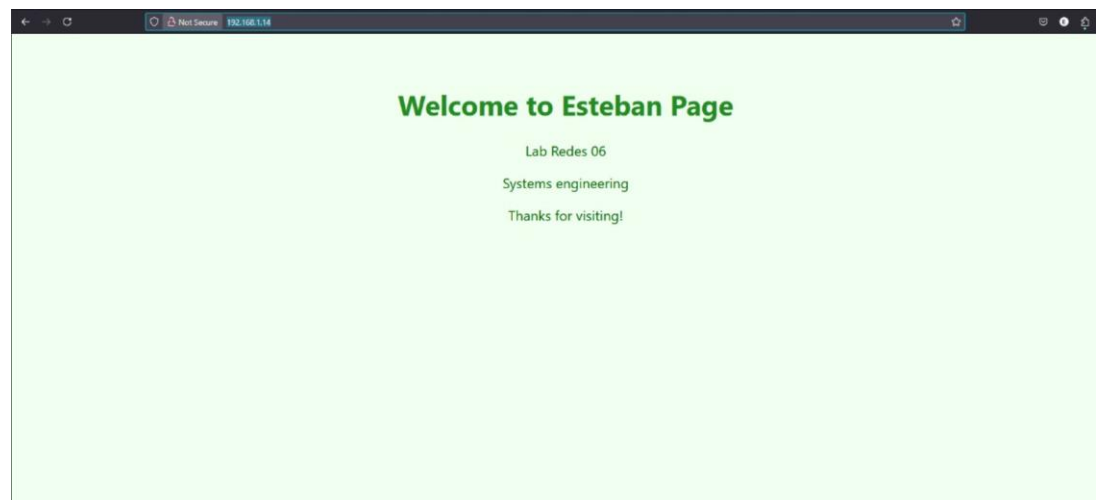 Not Secure 192.168.1.14
Welcome to Esteban Page
Lab Redes 06
Systems engineering
Thanks for visiting!